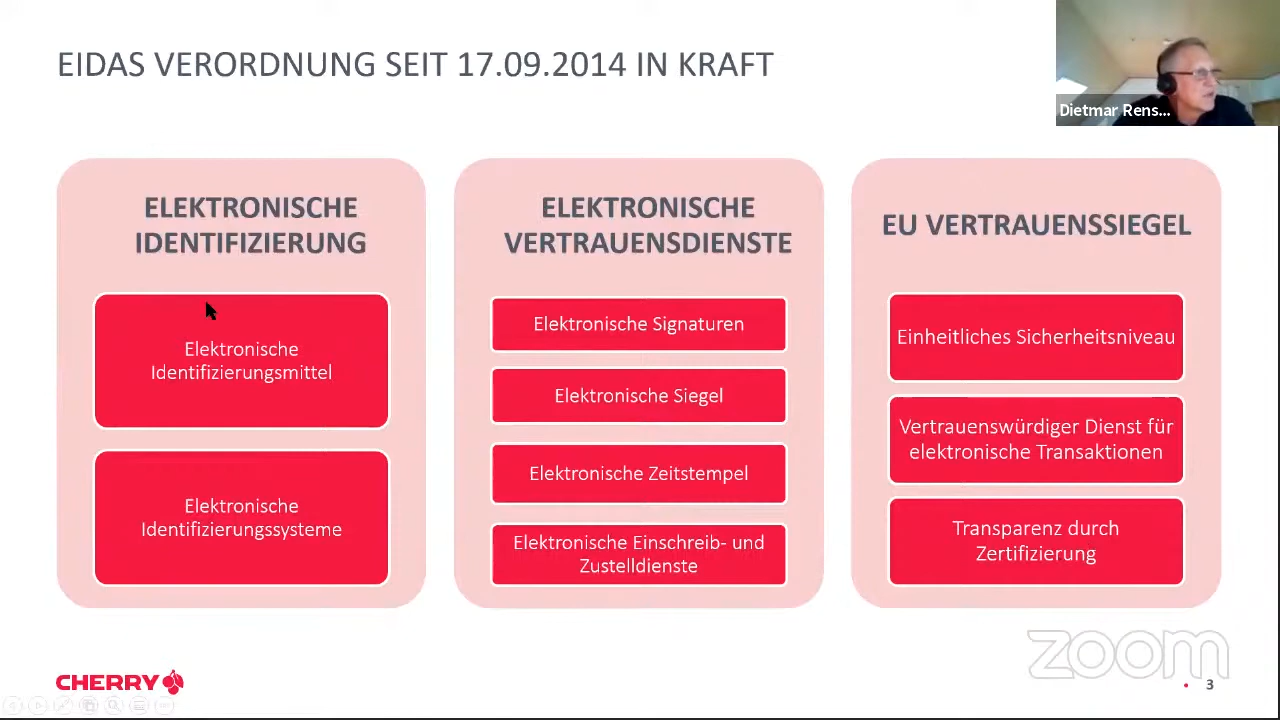 EIDAS VERORDNUNG SEIT 17.09.2014 IN KRAFT
Dietmar Rens...
ELEKTRONISCHE
IDENTIFIZIERUNG
Elektronische
Identifizierungsmittel
Elektronische
Identifizierungssysteme
ELEKTRONISCHE
VERTRAUENSDIENSTE
Elektronische Signaturen
Elektronische Siegel
Elektronische Zeitstempel
Elektronische Einschreib- und
Zustelldienste
EU VERTRAUENSSIEGEL
Einheitliches Sicherheitsniveau
Vertrauenswürdiger Dienst für
elektronische Transaktionen
Transparenz durch
Zertifizierung
zoom
CHERRY
3